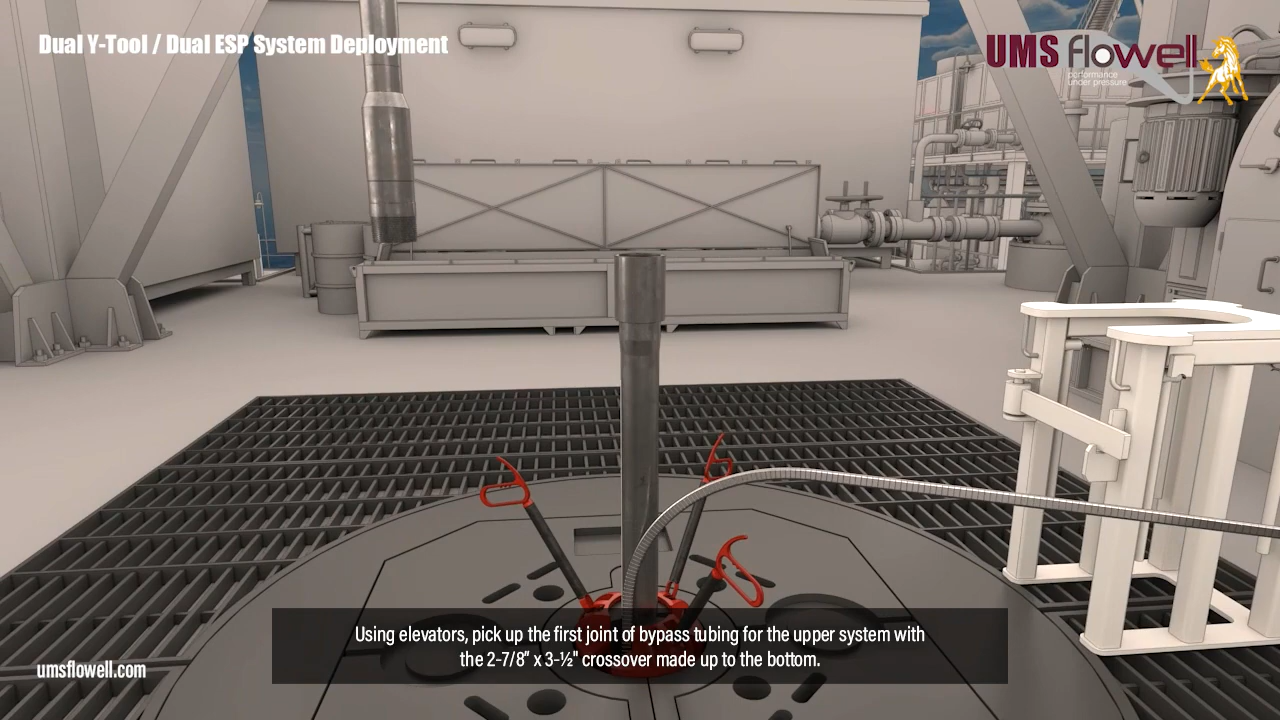 Dual Y-Tool / Dual ESP System Deployment
UMS flowell
performance
under pressure
Using elevators, pick up the first joint of bypass tubing for the upper system with
the 2-7/8" x 3-½" crossover made up to the bottom.
umsflowell.com